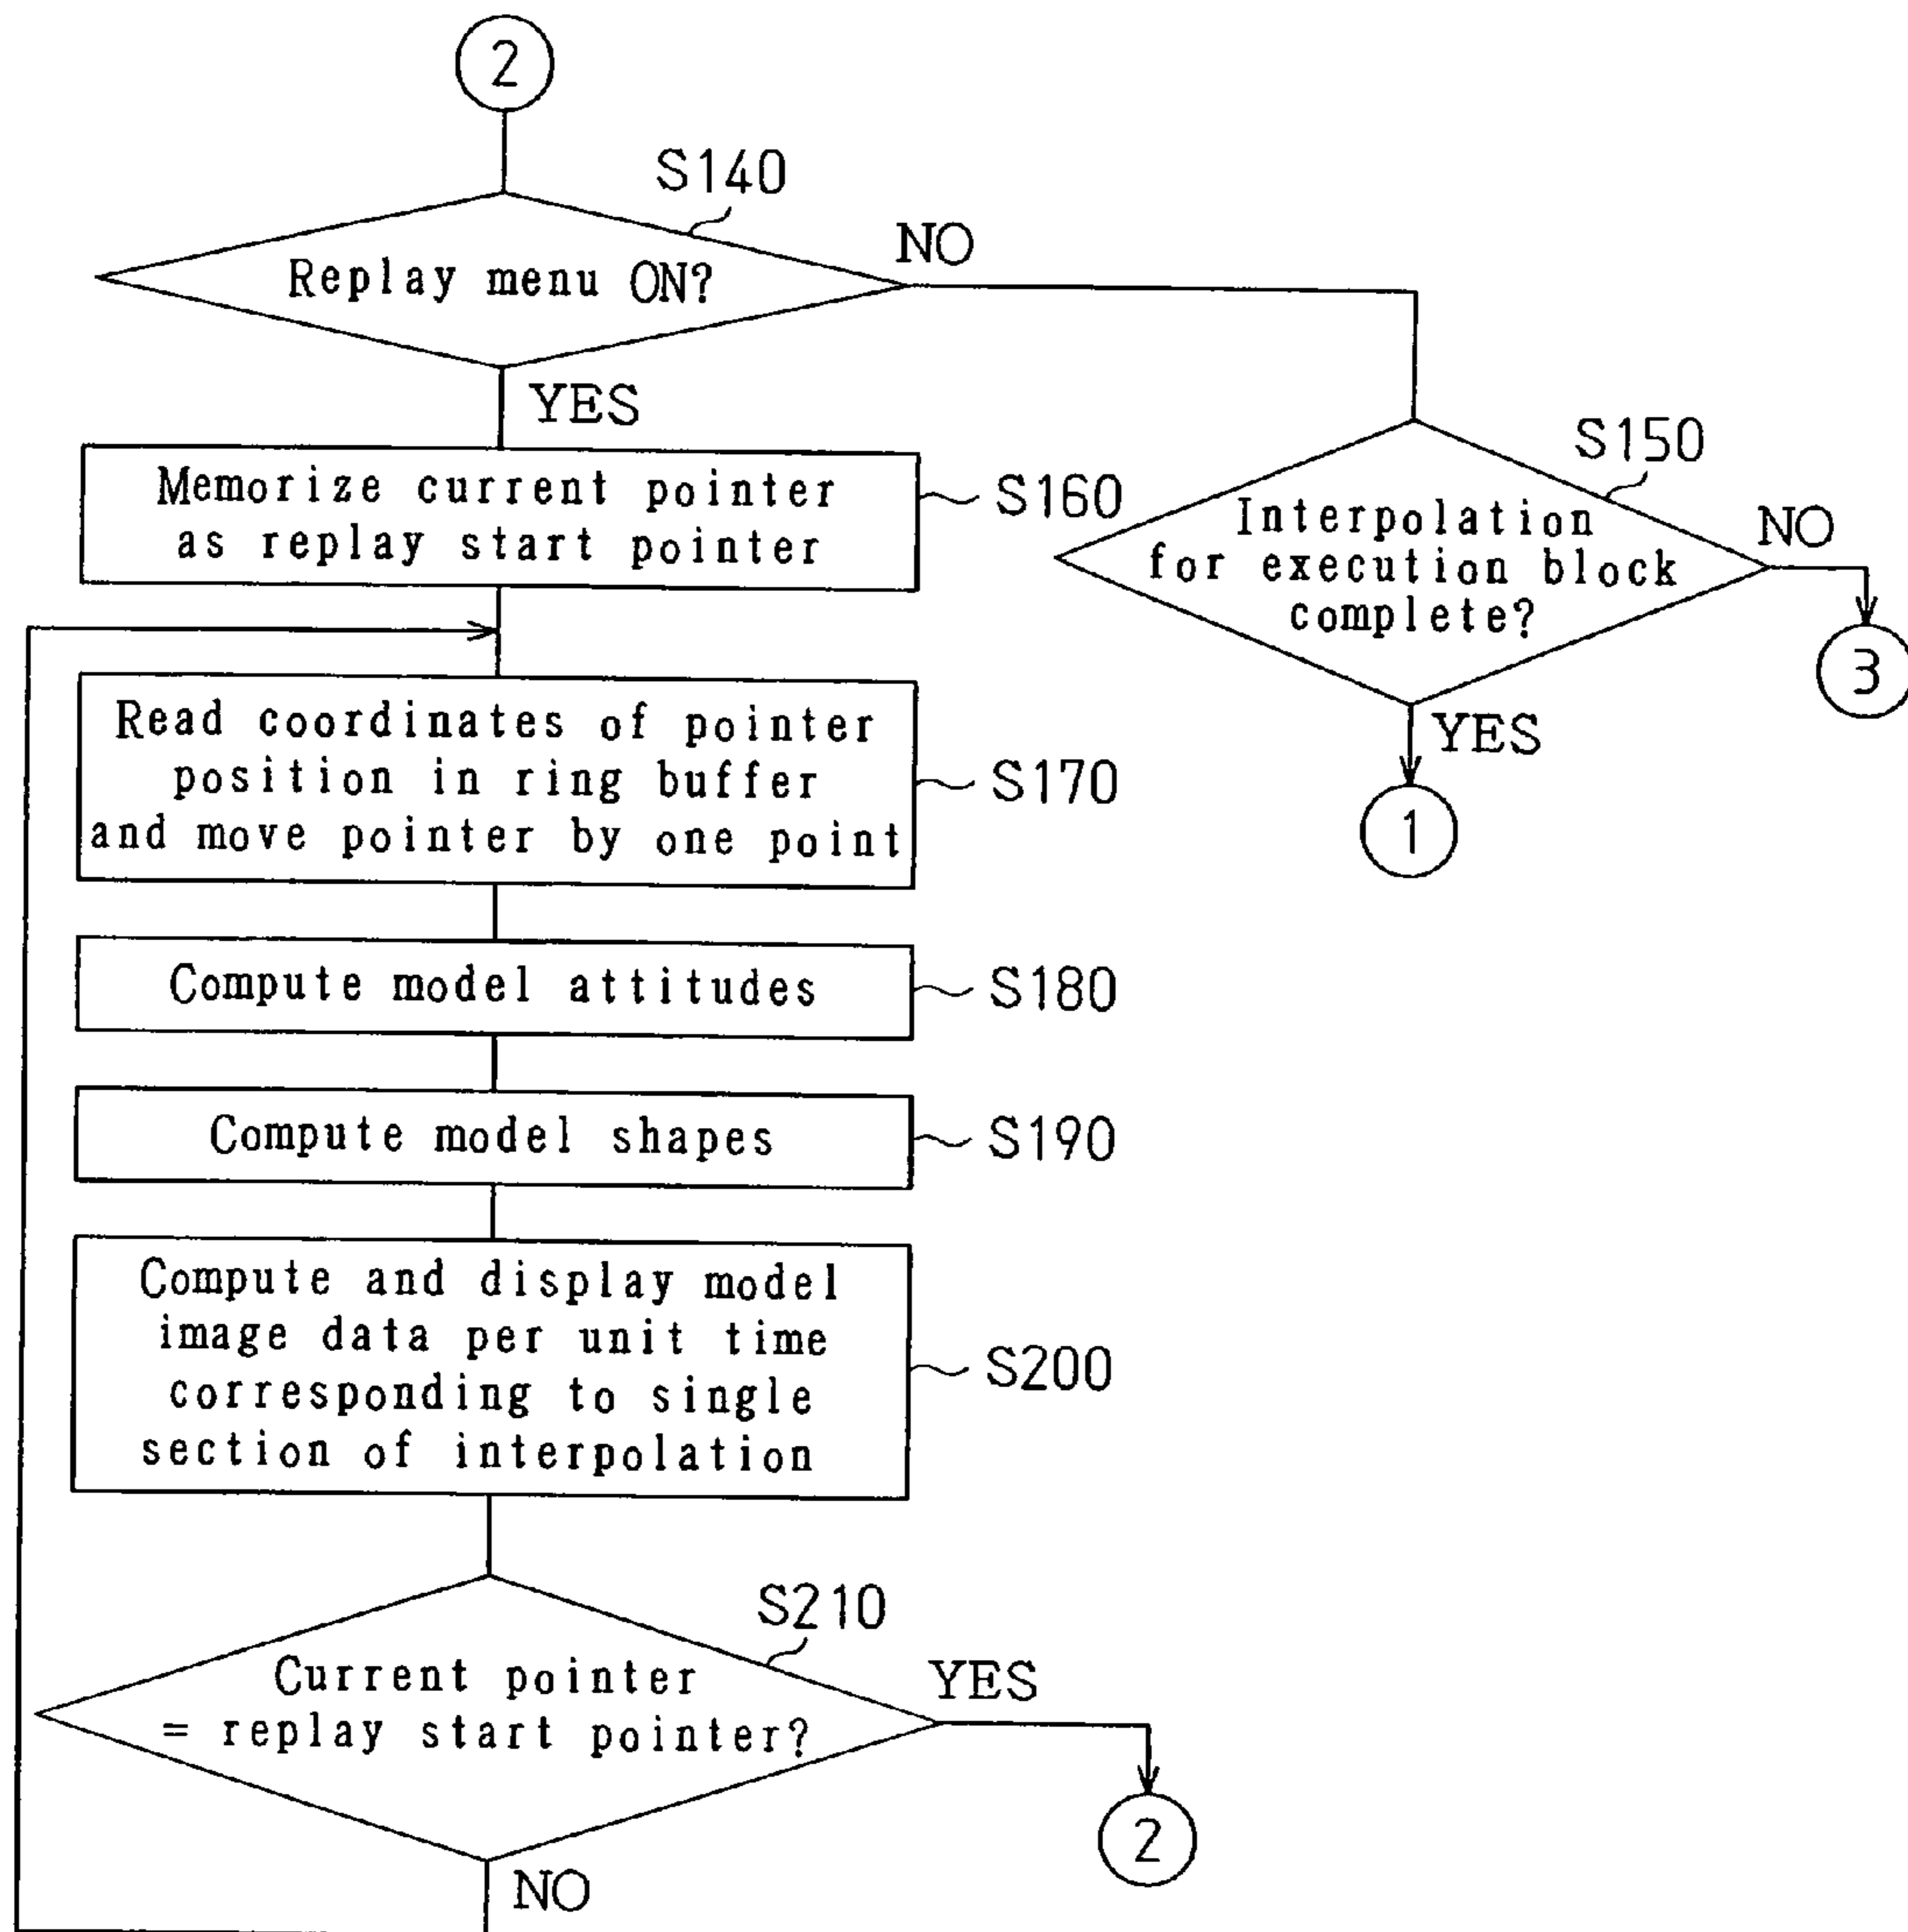 2
S140
Replay menu ON?
NO
YES
Memorize current pointer
as replay start pointer
S160
S150
Interpolation
for execution block
complete?
NO
3
YES
1
Read coordinates of pointer
position in ring buffer
and move pointer by one point
S170
Compute model attitudes
S180
Compute model shapes
S190
Compute and display model
image data per unit time
corresponding to single
section of interpolation
S200
S210
Current pointer
= replay start pointer?
YES
2
NO